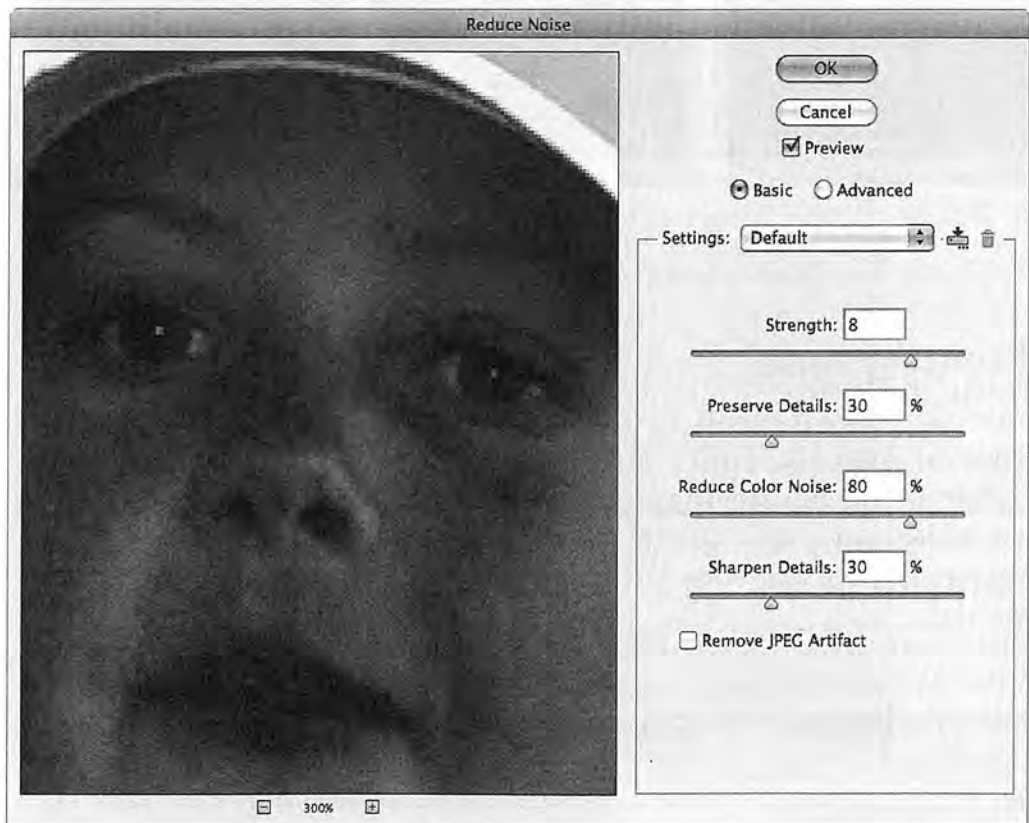 Reduce Noise
OK
Cancel
Preview
Basic Advanced
Settings: Default
Strength: 8
Preserve Details: 30 %
Reduce Color Noise: 80 %
Sharpen Details: 30 %
Remove JPEG Artifact
300%